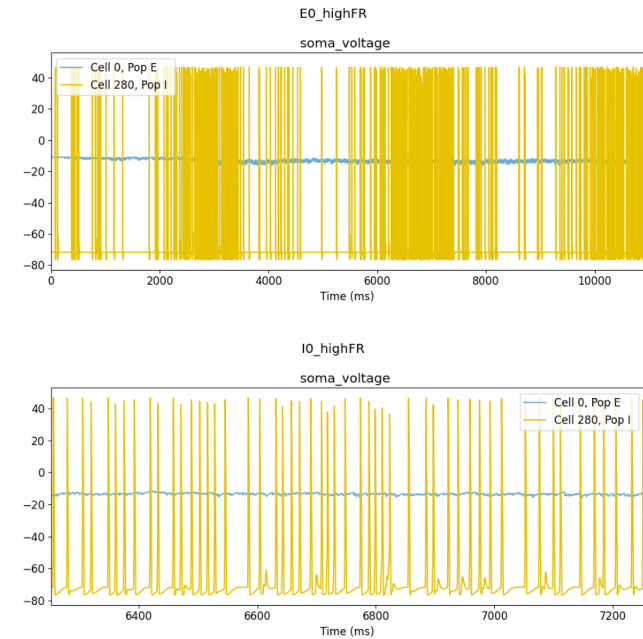 E0_highFR
soma_voltage
Cell 0, Pop E
Cell 280, Pop I
40
20
0
−20
−40
−60
−80
0 2000 4000 6000 8000 10000
Time (ms)
I0_highFR
soma_voltage
Cell 0, Pop E
Cell 280, Pop I
40
20
0
−20
−40
−60
−80
6400 6600 6800 7000 7200
Time (ms)